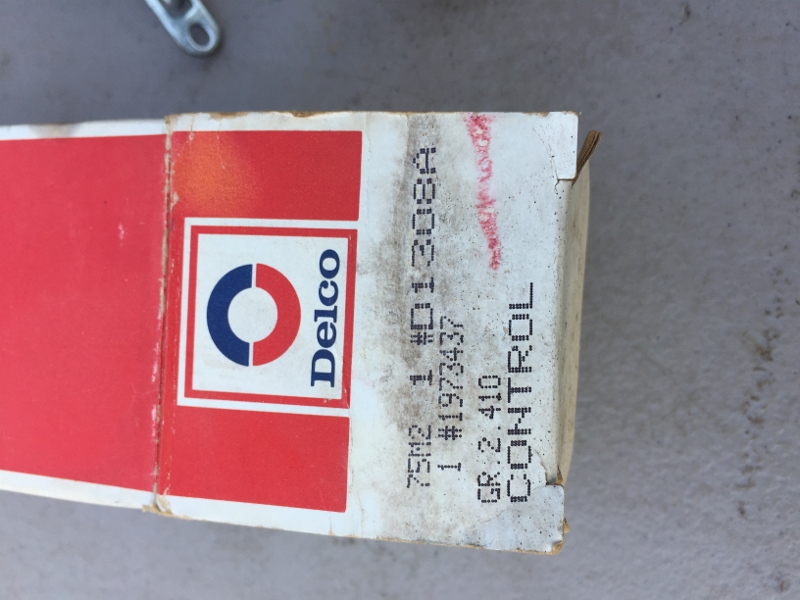 Delco
75M2 1 #D1308A
1 #1973437
GR.2.410
CONTROL